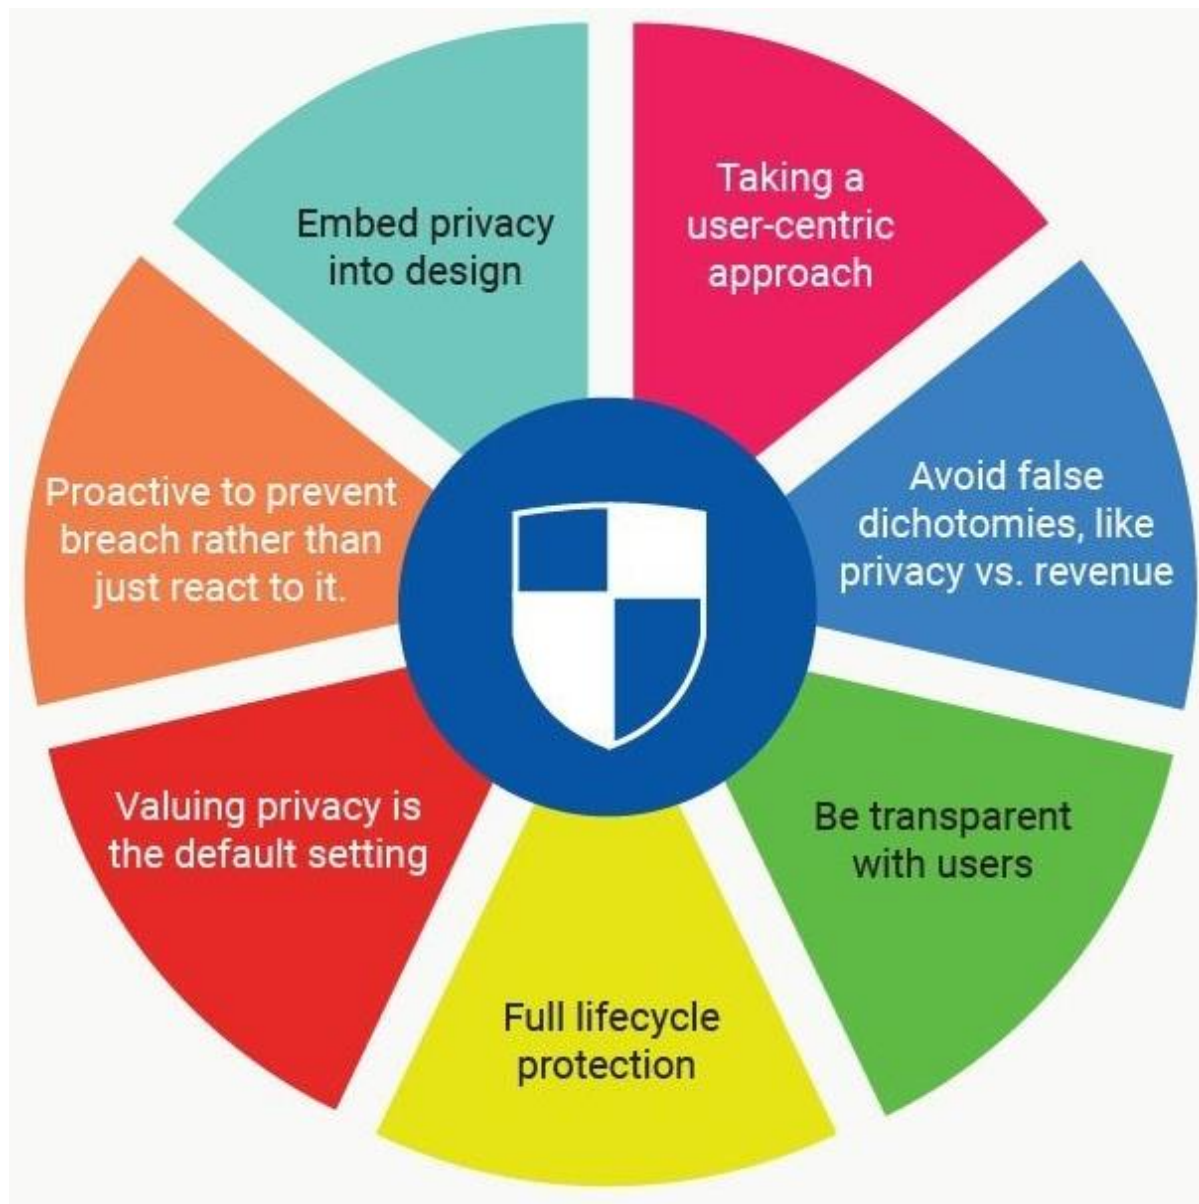 Embed privacy
into design
Taking a
user-centric
approach
Proactive to prevent
breach rather than
just react to it.
Avoid false
dichotomies, like
privacy vs. revenue
Valuing privacy is
the default setting
Be transparent
with users
Full lifecycle
protection